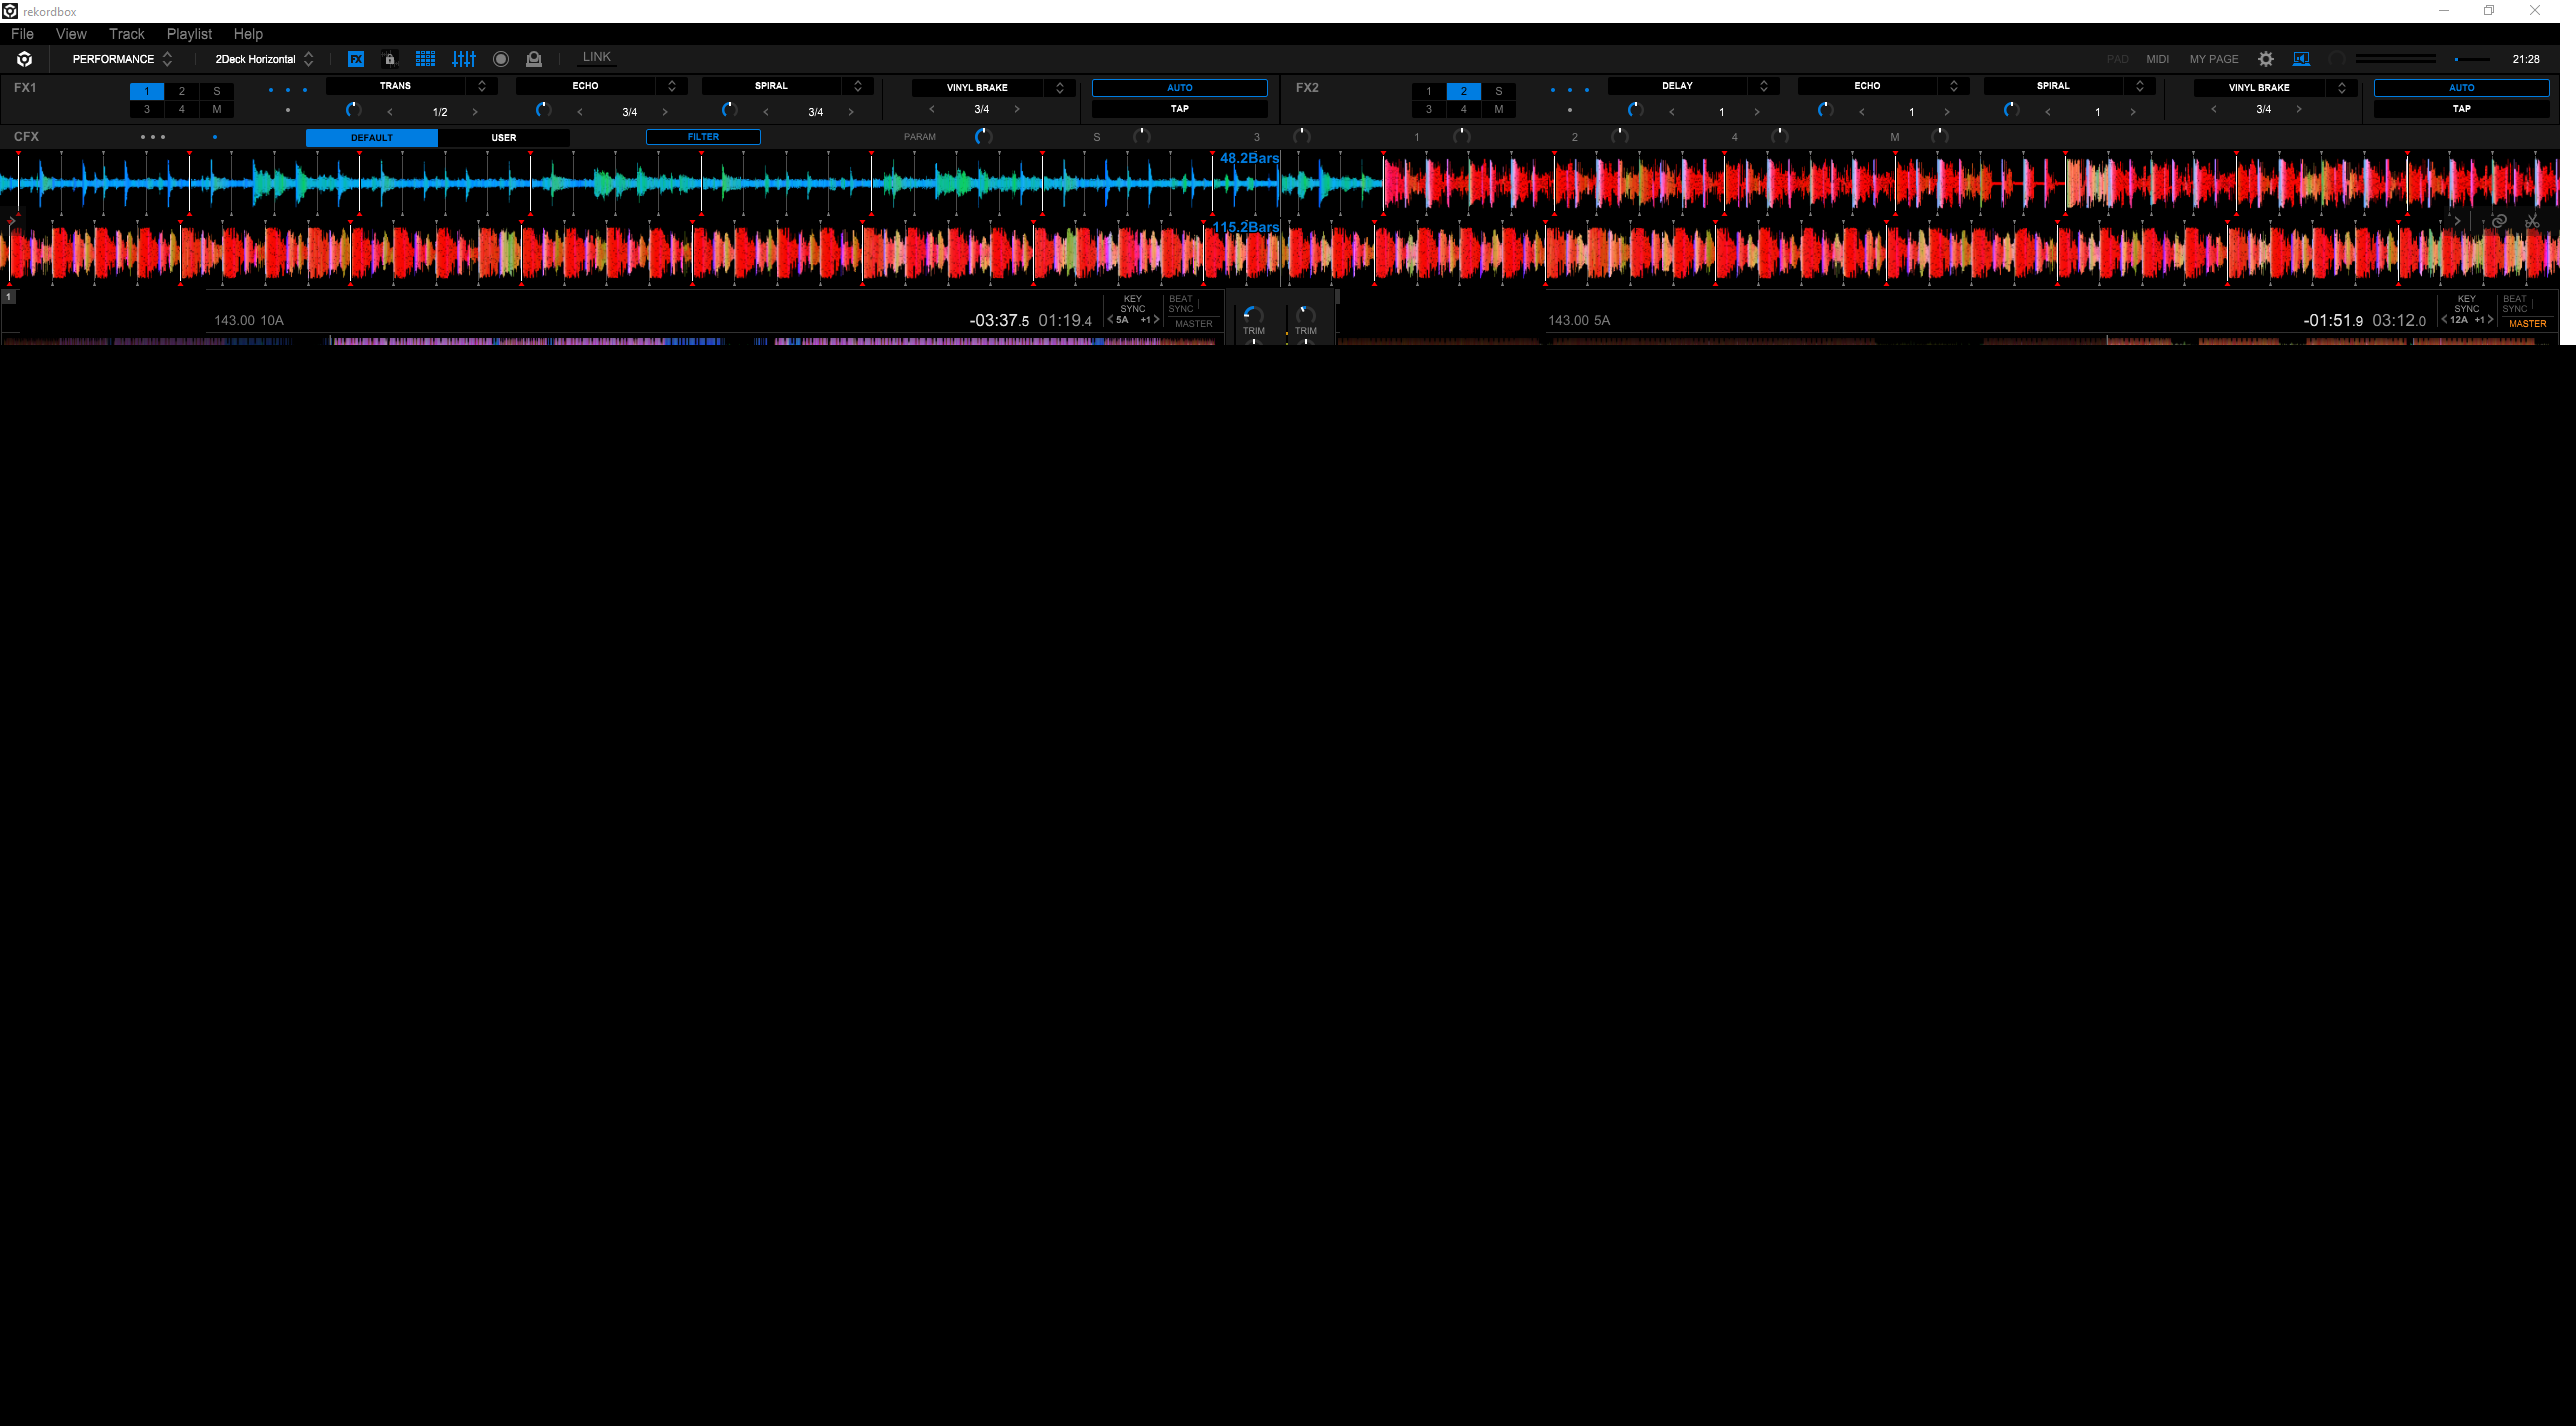 rekordbox
File View Track Playlist Help
PERFORMANCE 2Deck Horizontal FX LINK PAD MIDI MY PAGE 21:28
FX1 1 2 S TRANS ECHO SPIRAL VINYL BRAKE AUTO FX2 1 2 S DELAY ECHO SPIRAL VINYL BRAKE AUTO
3 4 M 1/2 3/4 3/4 3/4 TAP 3 4 M 1 1 1 3/4 TAP
CFX DEFAULT USER FILTER PARAM S 3 1 2 4 M
48.2Bars
115.2Bars
1 KEY SYNC BEAT SYNC KEY SYNC BEAT SYNC
143.00 10A -03:37.5 01:19.4 5A +1 MASTER TRIM TRIM 143.00 5A -01:51.9 03:12.0 12A +1 MASTER